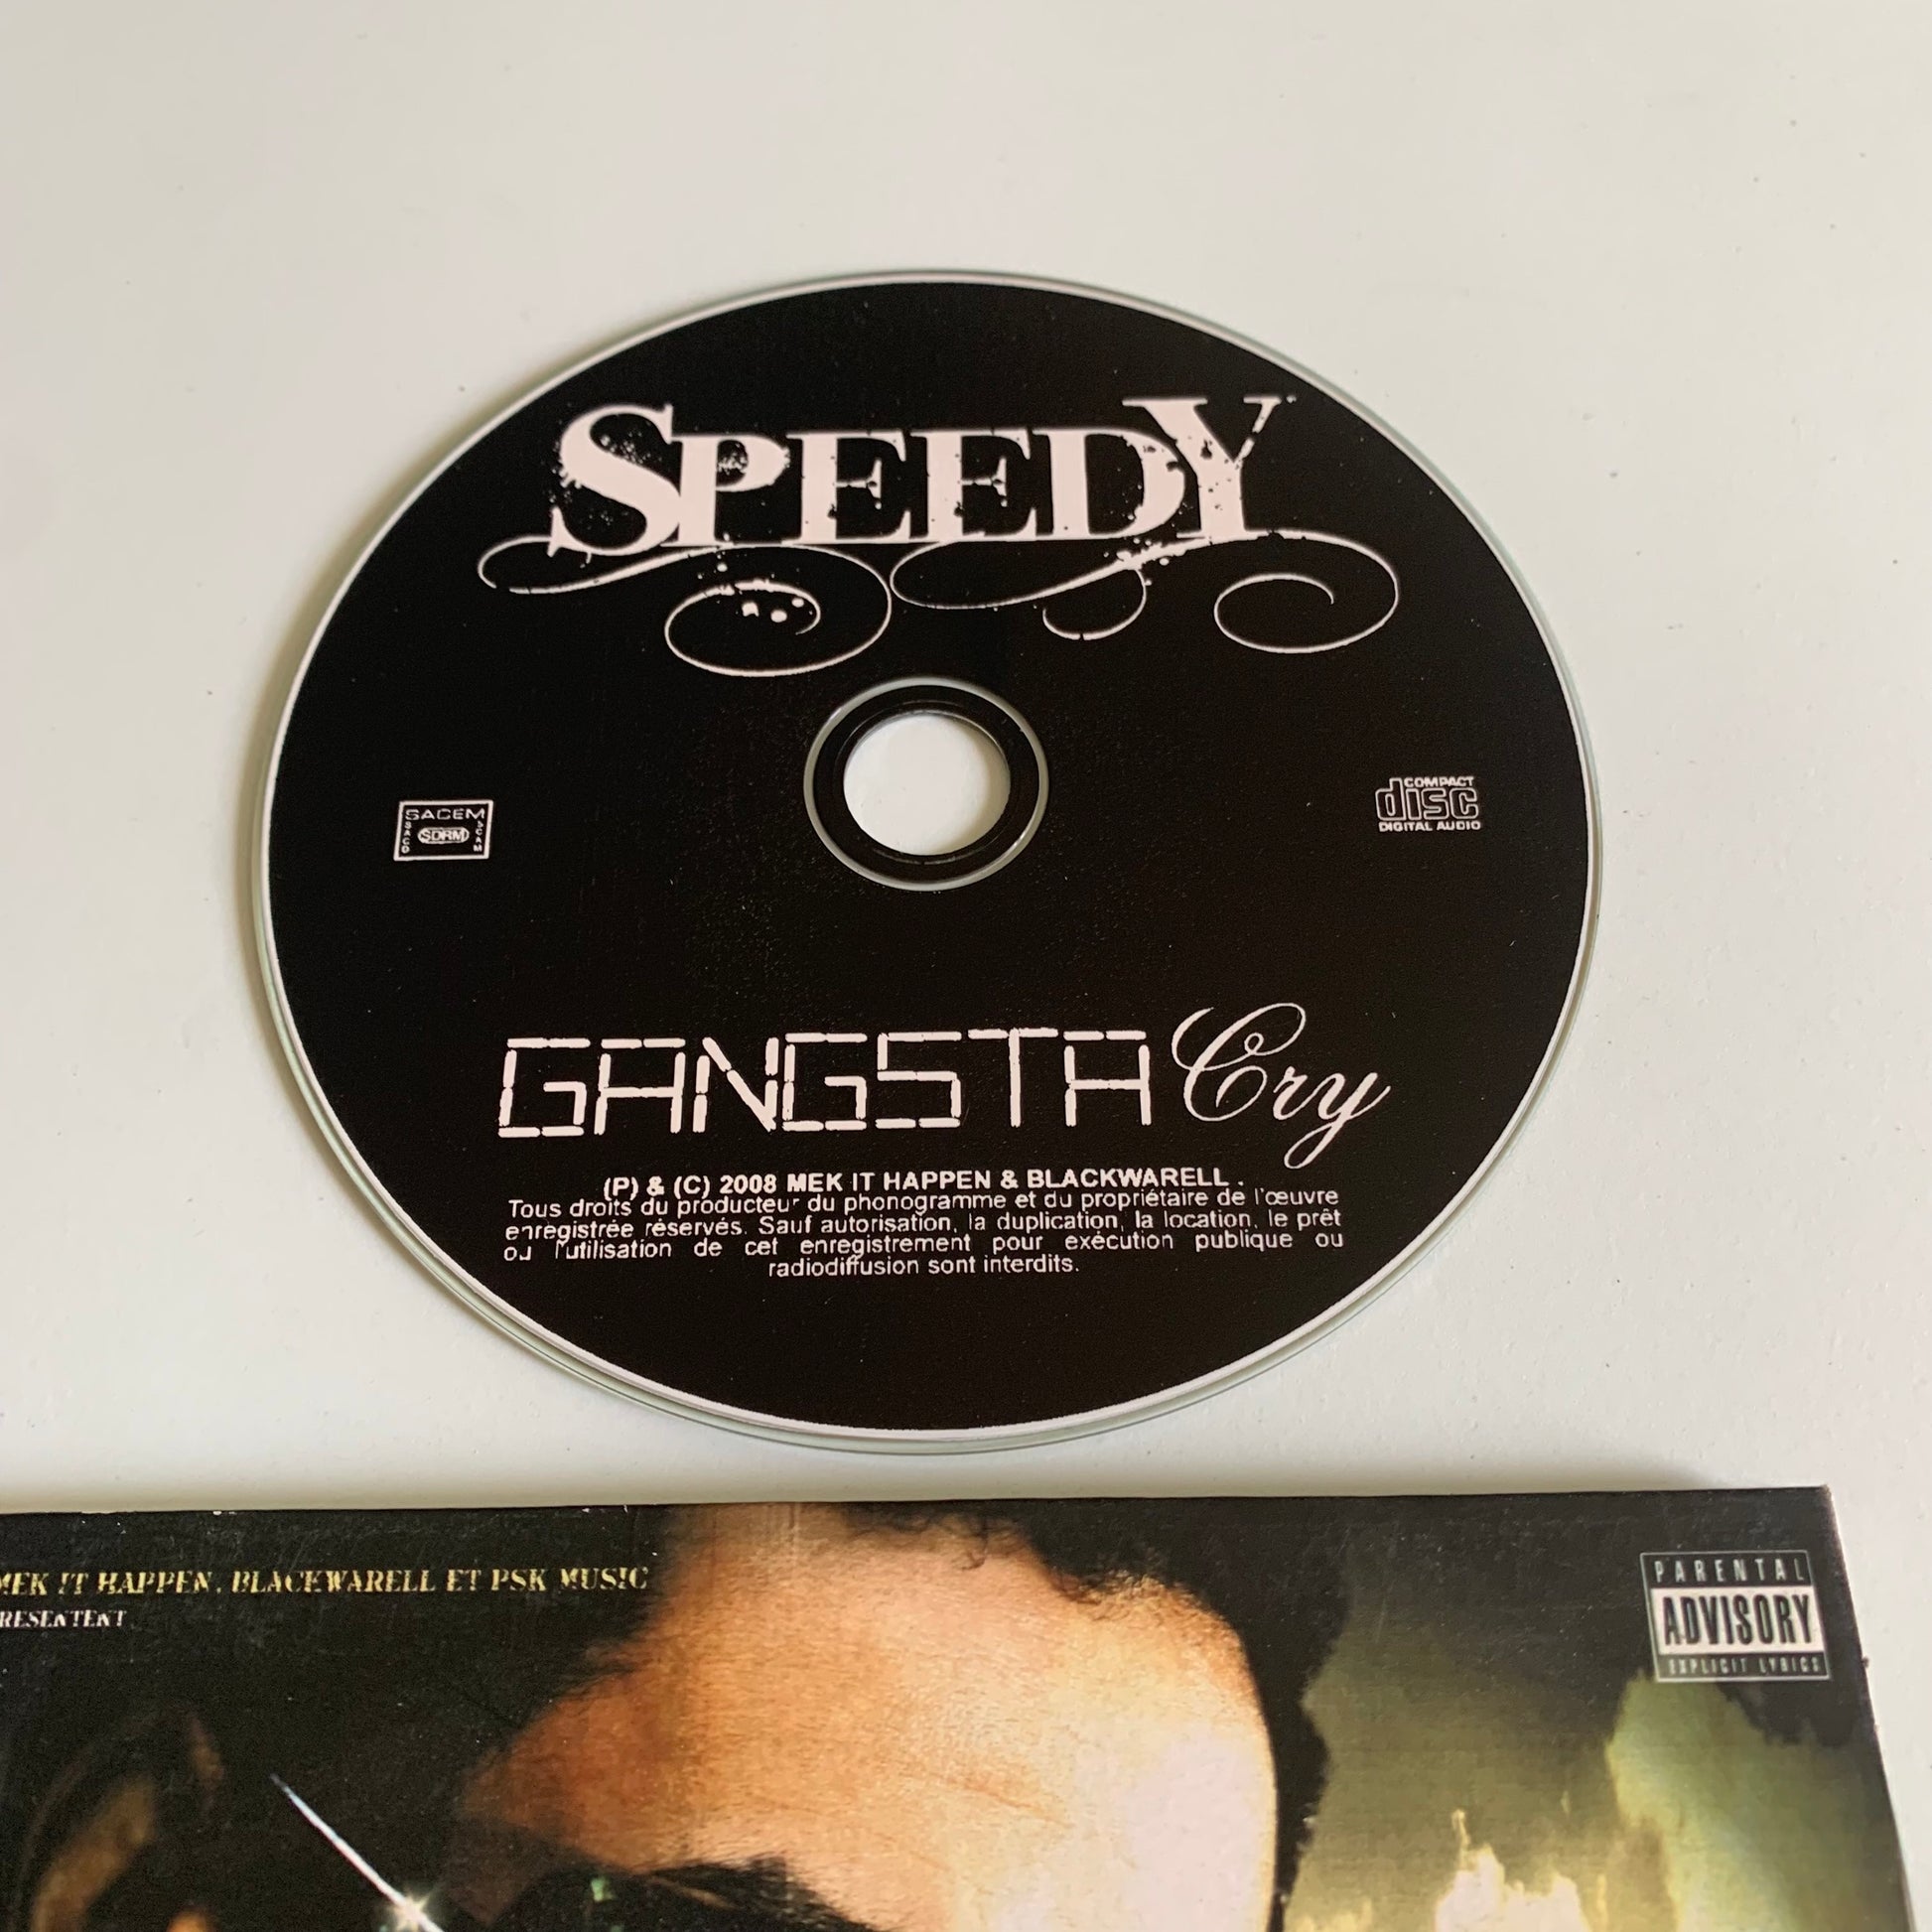 SPEEDY
COMPACT
disc
DIGITAL AUDIO
SACEM
SACD SDRM SCAM
GANGSTA Cry
(P) & (C) 2008 MEK IT HAPPEN & BLACKWARELL .
Tous droits du producteur du phonogramme et du propriétaire de l'œuvre
enregistrée réservés. Sauf autorisation, la duplication, la location, le prêt
ou l'utilisation de cet enregistrement pour exécution publique ou
radiodiffusion sont interdits.
MEK IT HAPPEN, BLACKWARELL ET PSK MUSIC
RESENTENT
PARENTAL
ADVISORY
EXPLICIT LYRICS